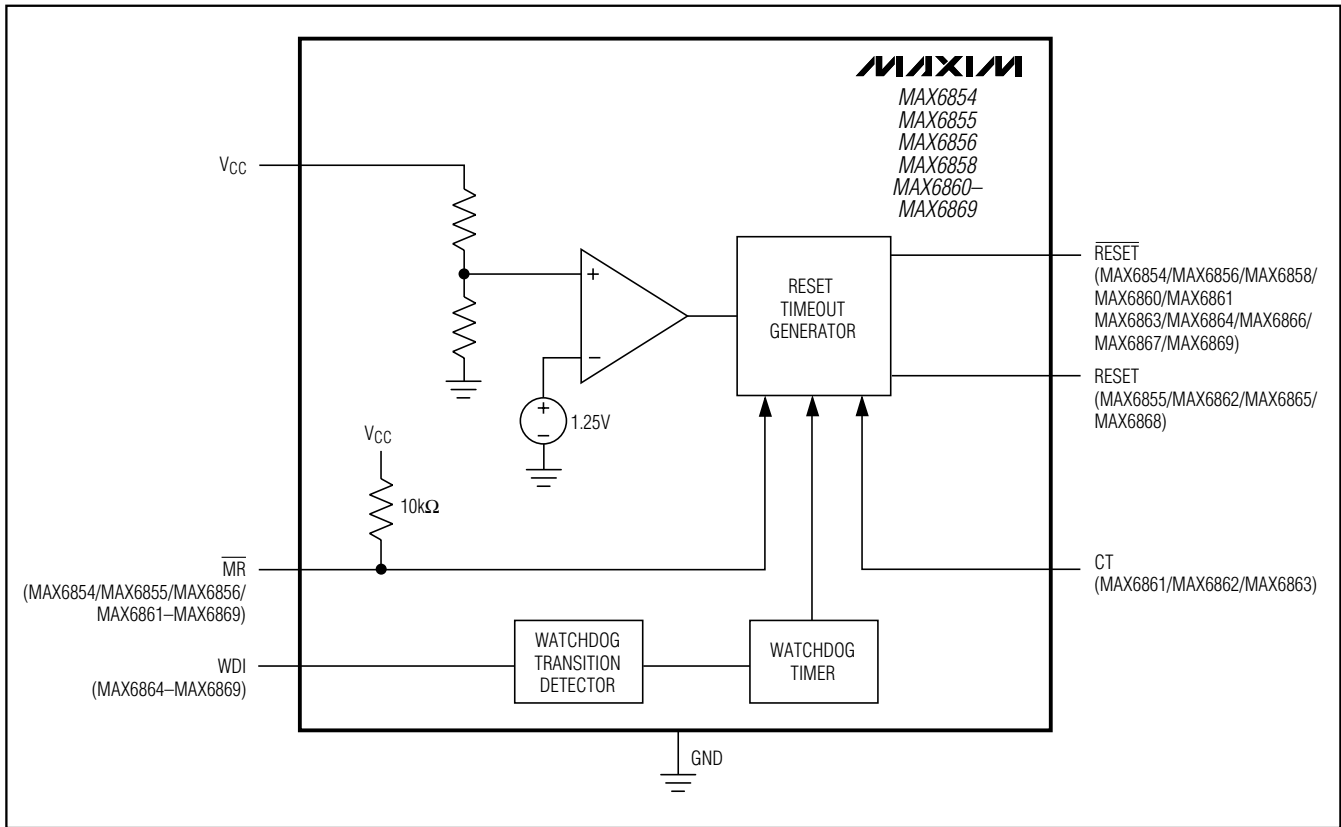 MAXIM
MAX6854
MAX6855
MAX6856
MAX6858
MAX6860–
MAX6869
VCC
+
−
+
−
1.25V
RESET
TIMEOUT
GENERATOR
RESET
(MAX6854/MAX6856/MAX6858/
MAX6860/MAX6861
MAX6863/MAX6864/MAX6866/
MAX6867/MAX6869)
RESET
(MAX6855/MAX6862/MAX6865/
MAX6868)
VCC
10kΩ
MR
(MAX6854/MAX6855/MAX6856/
MAX6861–MAX6869)
CT
(MAX6861/MAX6862/MAX6863)
WDI
(MAX6864–MAX6869)
WATCHDOG
TRANSITION
DETECTOR
WATCHDOG
TIMER
GND